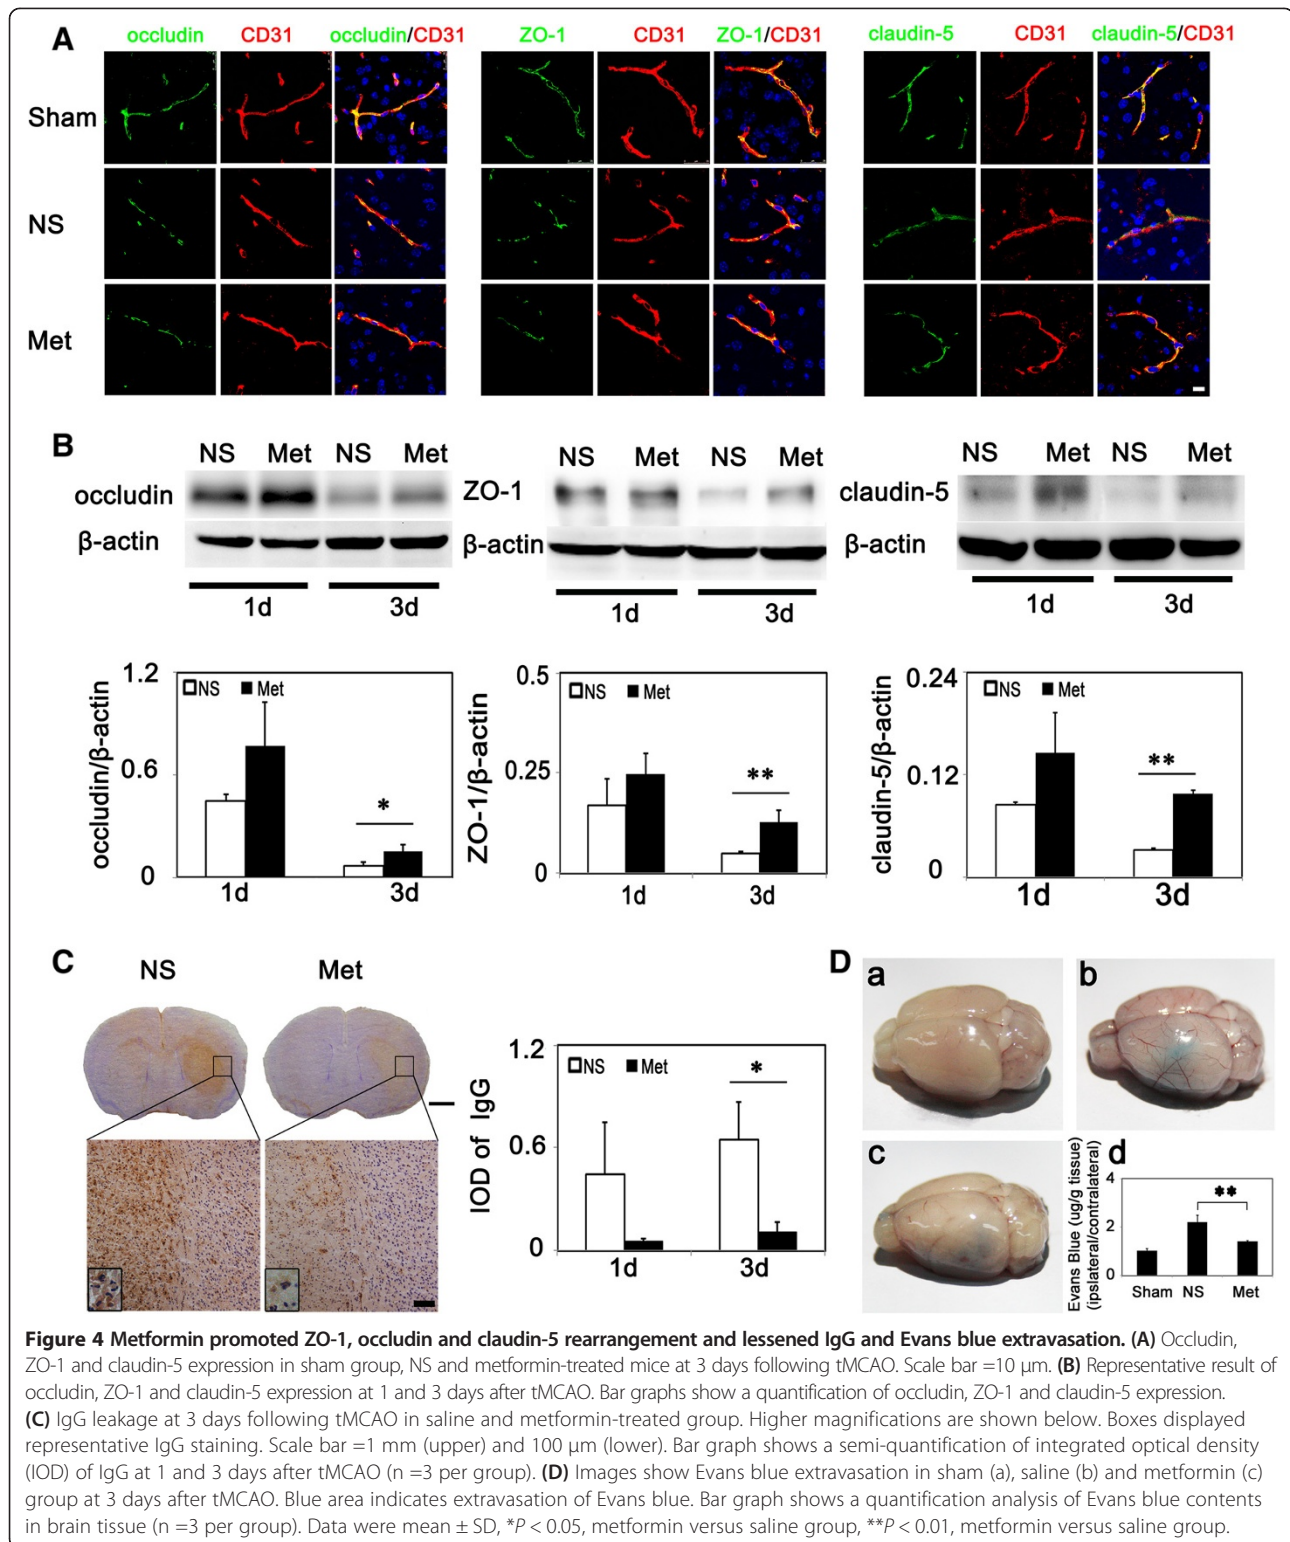 A
occludin CD31 occludin/CD31 ZO-1 CD31 ZO-1/CD31 claudin-5 CD31 claudin-5/CD31
Sham
NS
Met
B
NS Met NS Met
occludin
β-actin
1d 3d
NS Met NS Met
ZO-1
β-actin
1d 3d
NS Met NS Met
claudin-5
β-actin
1d 3d
occludin/β-actin
1.2
0.6
0
NS Met
*
1d 3d
ZO-1/β-actin
0.5
0.25
0
NS Met
**
1d 3d
claudin-5/β-actin
0.24
0.12
0
NS Met
**
1d 3d
C
NS Met
IOD of IgG
1.2
0.6
0
NS Met
*
1d 3d
D
a
b
c
d
Evans Blue (ug/g tissue)
(ipslateral/contralateral)
4
2
0
**
Sham NS Met
Figure 4 Metformin promoted ZO-1, occludin and claudin-5 rearrangement and lessened IgG and Evans blue extravasation. (A) Occludin,
ZO-1 and claudin-5 expression in sham group, NS and metformin-treated mice at 3 days following tMCAO. Scale bar =10 μm. (B) Representative result of
occludin, ZO-1 and claudin-5 expression at 1 and 3 days after tMCAO. Bar graphs show a quantification of occludin, ZO-1 and claudin-5 expression.
(C) IgG leakage at 3 days following tMCAO in saline and metformin-treated group. Higher magnifications are shown below. Boxes displayed
representative IgG staining. Scale bar =1 mm (upper) and 100 μm (lower). Bar graph shows a semi-quantification of integrated optical density
(IOD) of IgG at 1 and 3 days after tMCAO (n =3 per group). (D) Images show Evans blue extravasation in sham (a), saline (b) and metformin (c)
group at 3 days after tMCAO. Blue area indicates extravasation of Evans blue. Bar graph shows a quantification analysis of Evans blue contents
in brain tissue (n =3 per group). Data were mean ± SD, *P < 0.05, metformin versus saline group, **P < 0.01, metformin versus saline group.